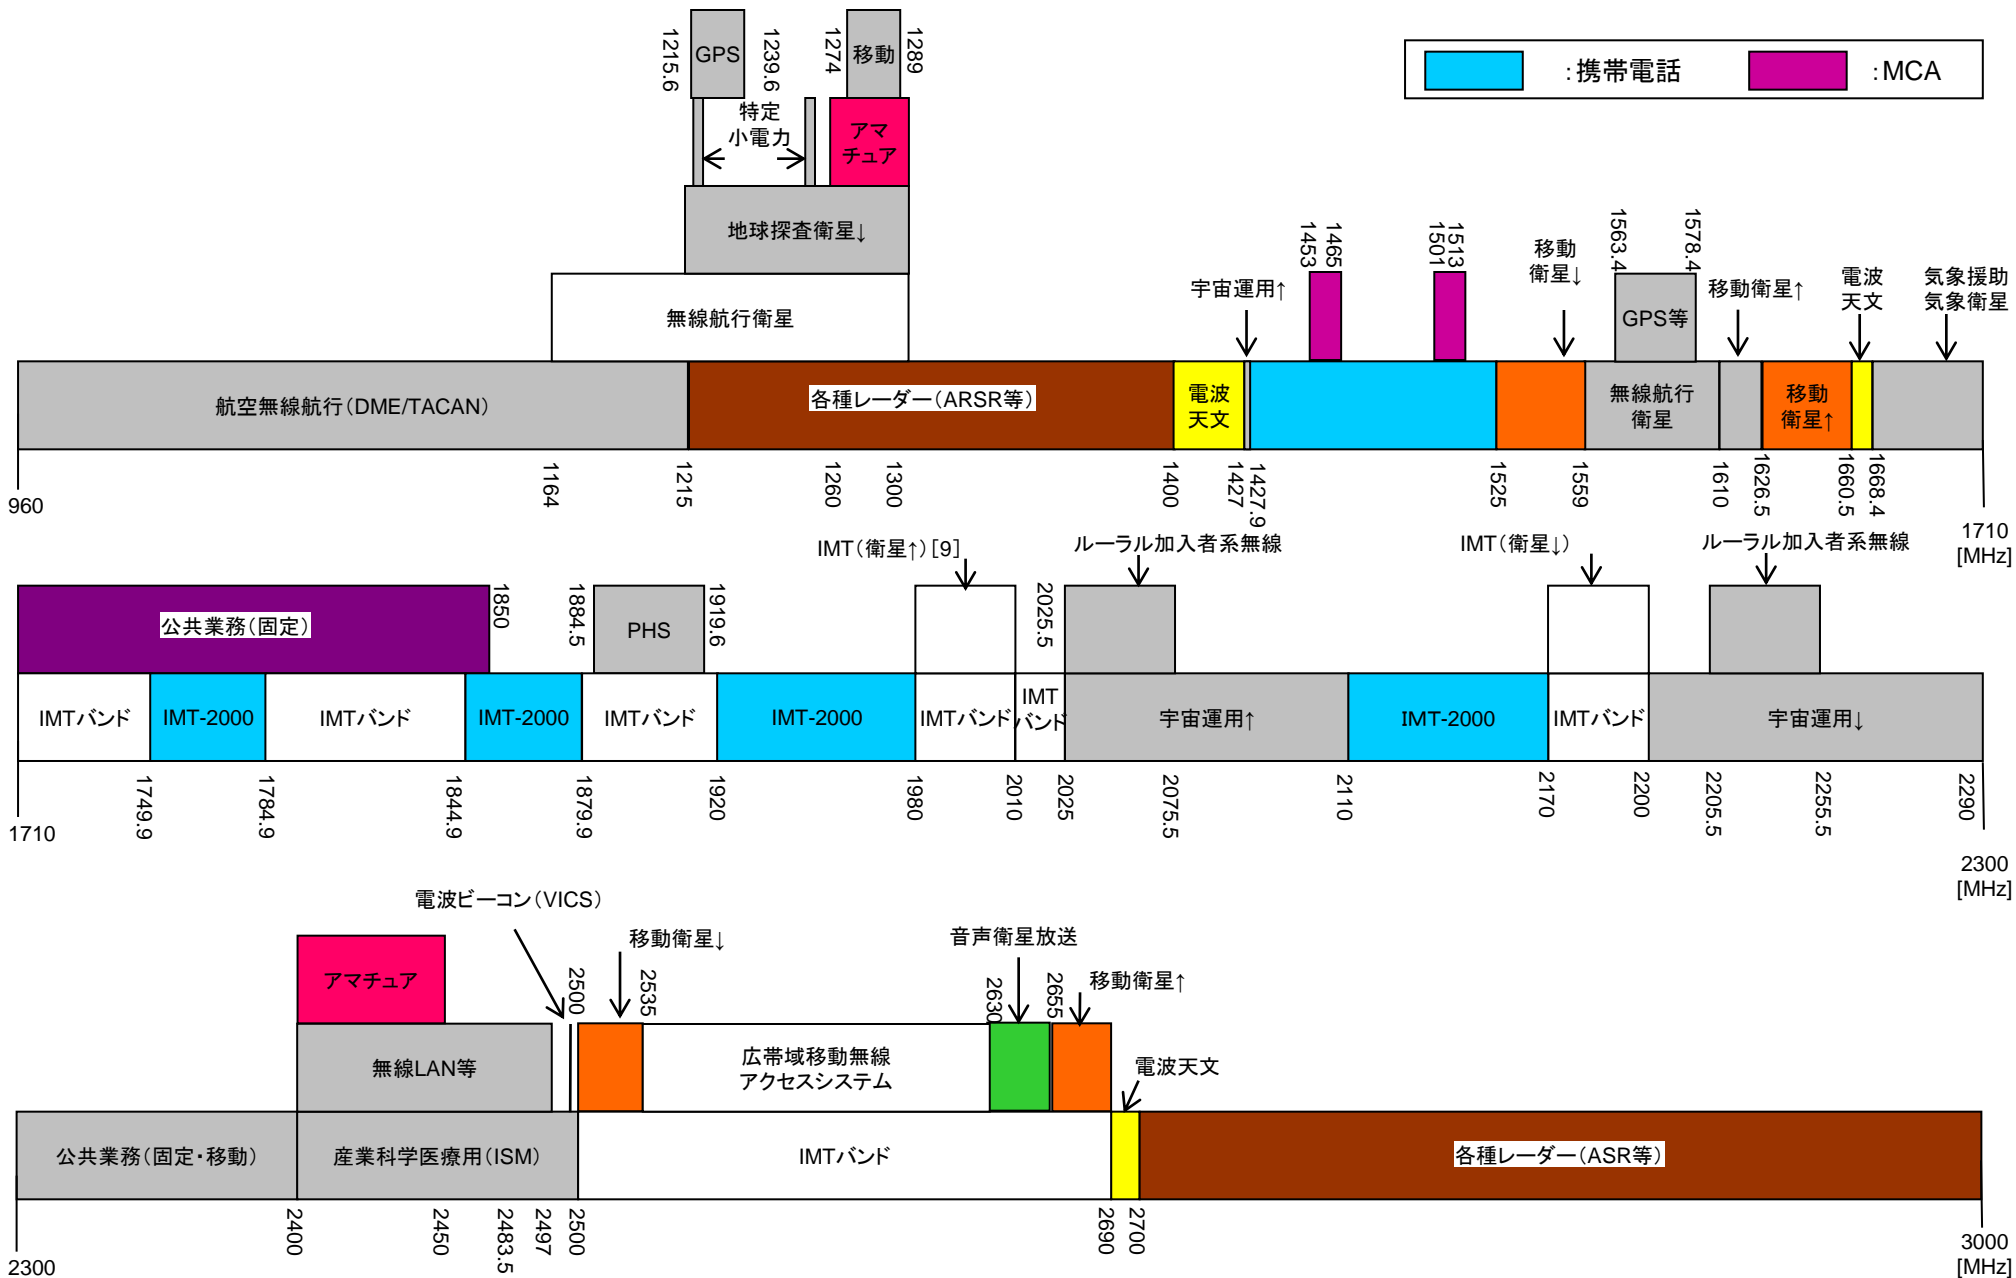 :携帯電話
:MCA
1215.6
GPS
1239.6
1274
移動
1289
特定
小電力
アマ
チュア
地球探査衛星↓
無線航行衛星
宇宙運用↑
1453
1465
1501
1513
移動
衛星↓
1563.4
1578.4
GPS等
移動衛星↑
電波
天文
気象援助
気象衛星
航空無線航行(DME/TACAN)
各種レーダー(ARSR等)
電波
天文
無線航行
衛星
移動
衛星↑
960
1164
1215
1260
1300
1400
1427
1427.9
1525
1559
1610
1626.5
1660.5
1668.4
1710
[MHz]
IMT(衛星↑)[9]
ルーラル加入者系無線
IMT(衛星↓)
ルーラル加入者系無線
公共業務(固定)
1850
1884.5
PHS
1919.6
2025.5
IMTバンド
IMT-2000
IMTバンド
IMT-2000
IMTバンド
IMT-2000
IMTバンド
IMT
バンド
宇宙運用↑
IMT-2000
IMTバンド
宇宙運用↓
1710
1749.9
1784.9
1844.9
1879.9
1920
1980
2010
2025
2075.5
2110
2170
2200
2205.5
2255.5
2290
2300
[MHz]
電波ビーコン(VICS)
アマチュア
2500
移動衛星↓
2535
音声衛星放送
2630
2655
移動衛星↑
無線LAN等
広帯域移動無線
アクセスシステム
電波天文
公共業務(固定・移動)
産業科学医療用(ISM)
IMTバンド
各種レーダー(ASR等)
2300
2400
2450
2483.5
2497
2500
2690
2700
3000
[MHz]